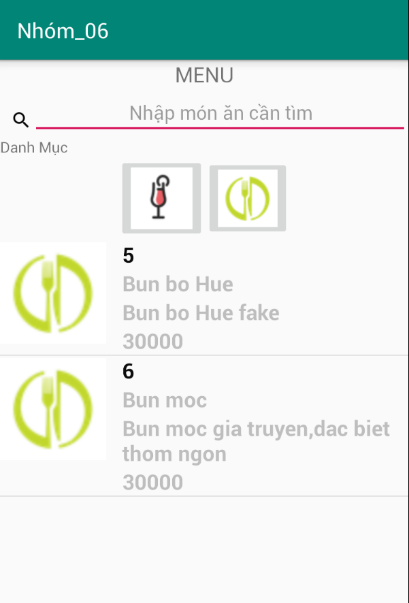 Nhóm_06
MENU
Nhập món ăn cần tìm
Danh Mục
5
Bun bo Hue
Bun bo Hue fake
30000
6
Bun moc
Bun moc gia truyen,dac biet
thom ngon
30000